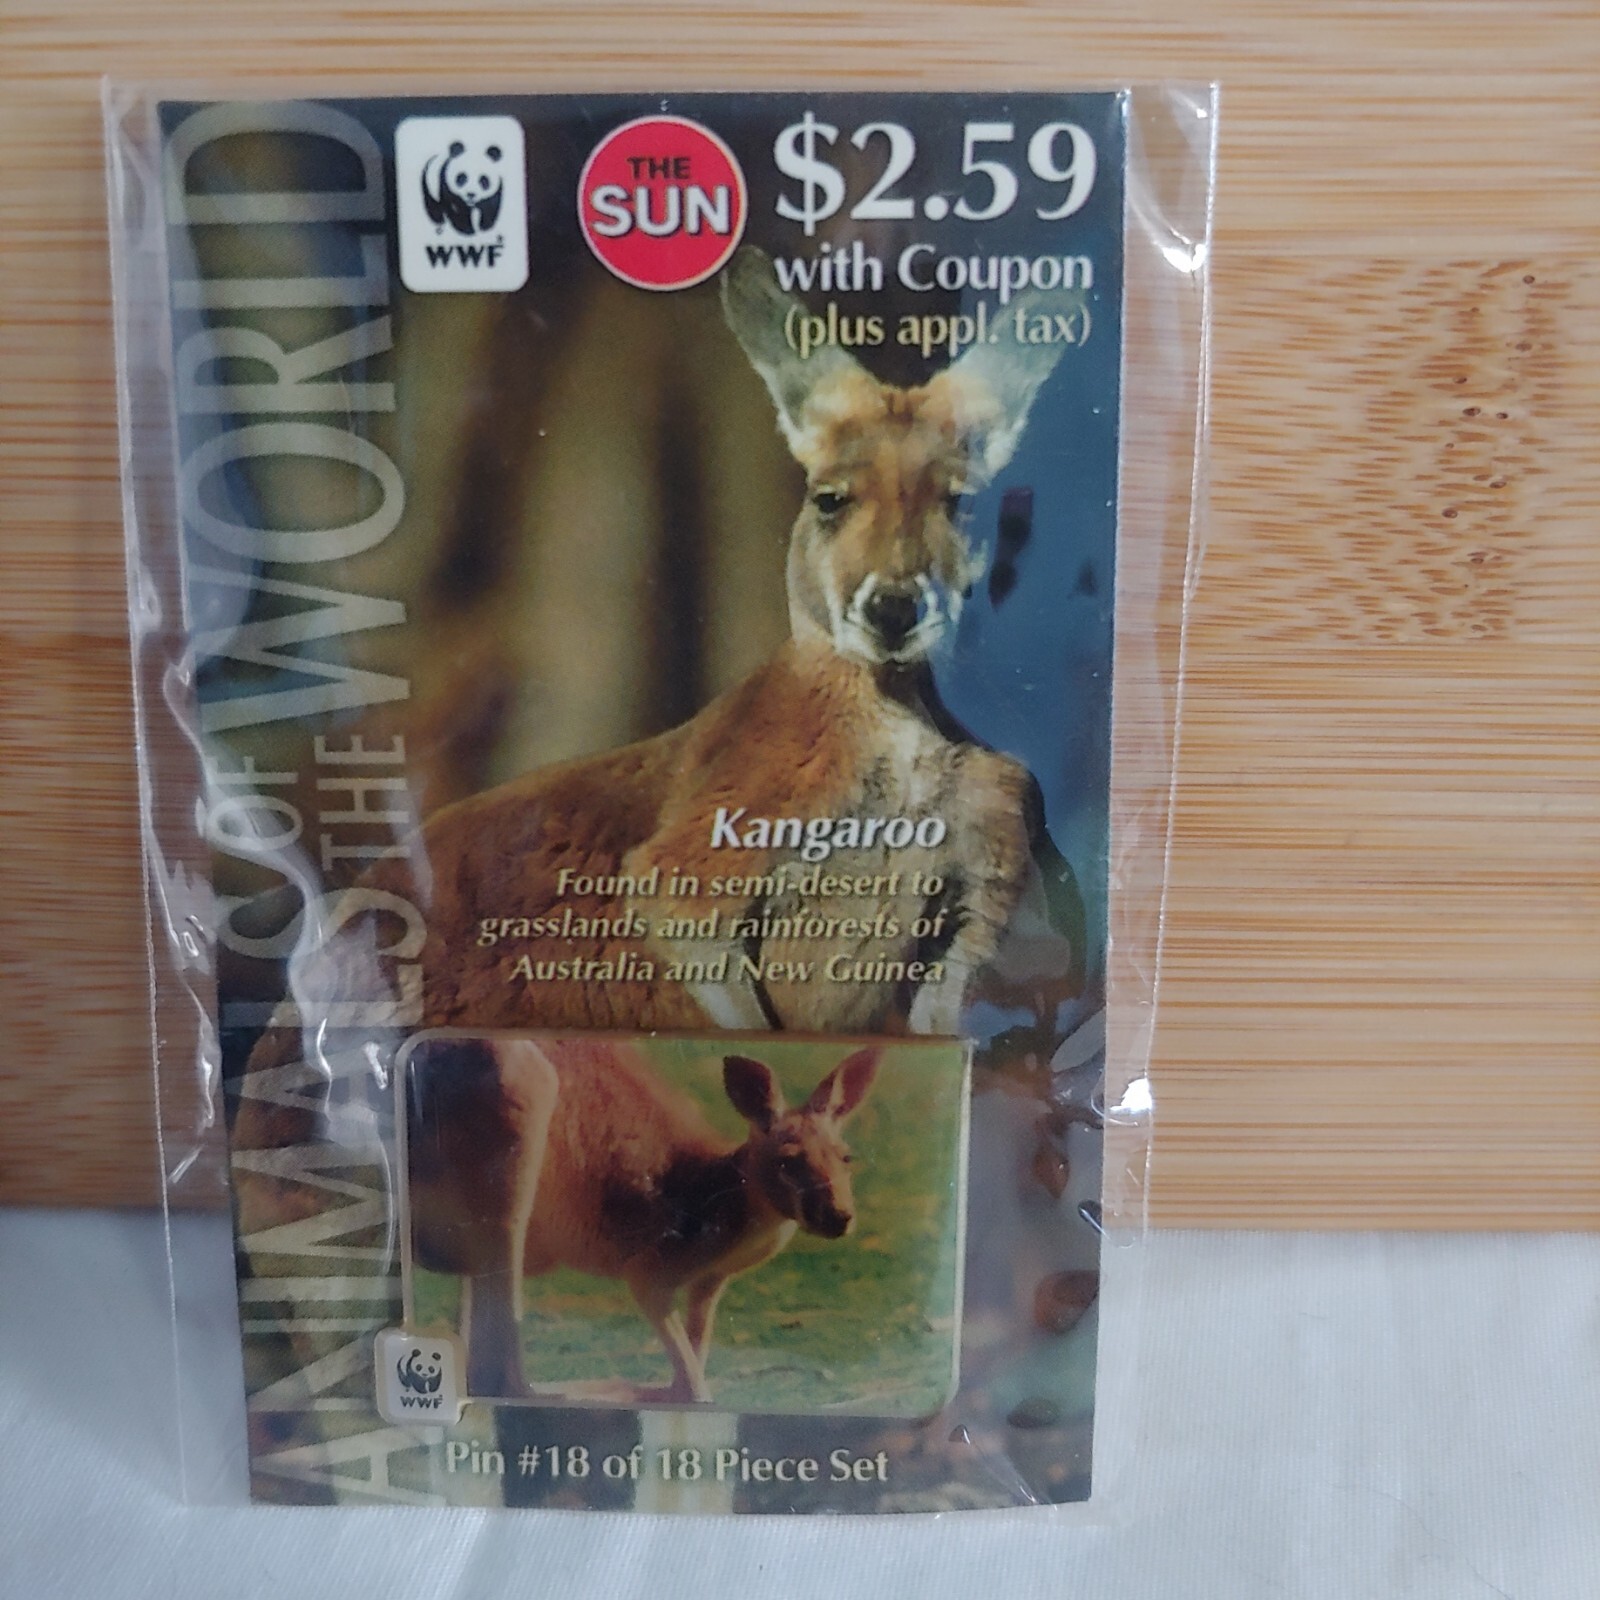 ANIMALS OF
THE WORLD
WWF
THE
SUN
$2.59
with Coupon
(plus appl. tax)
Kangaroo
Found in semi-desert to
grasslands and rainforests of
Australia and New Guinea
WWF
Pin #18 of 18 Piece Set